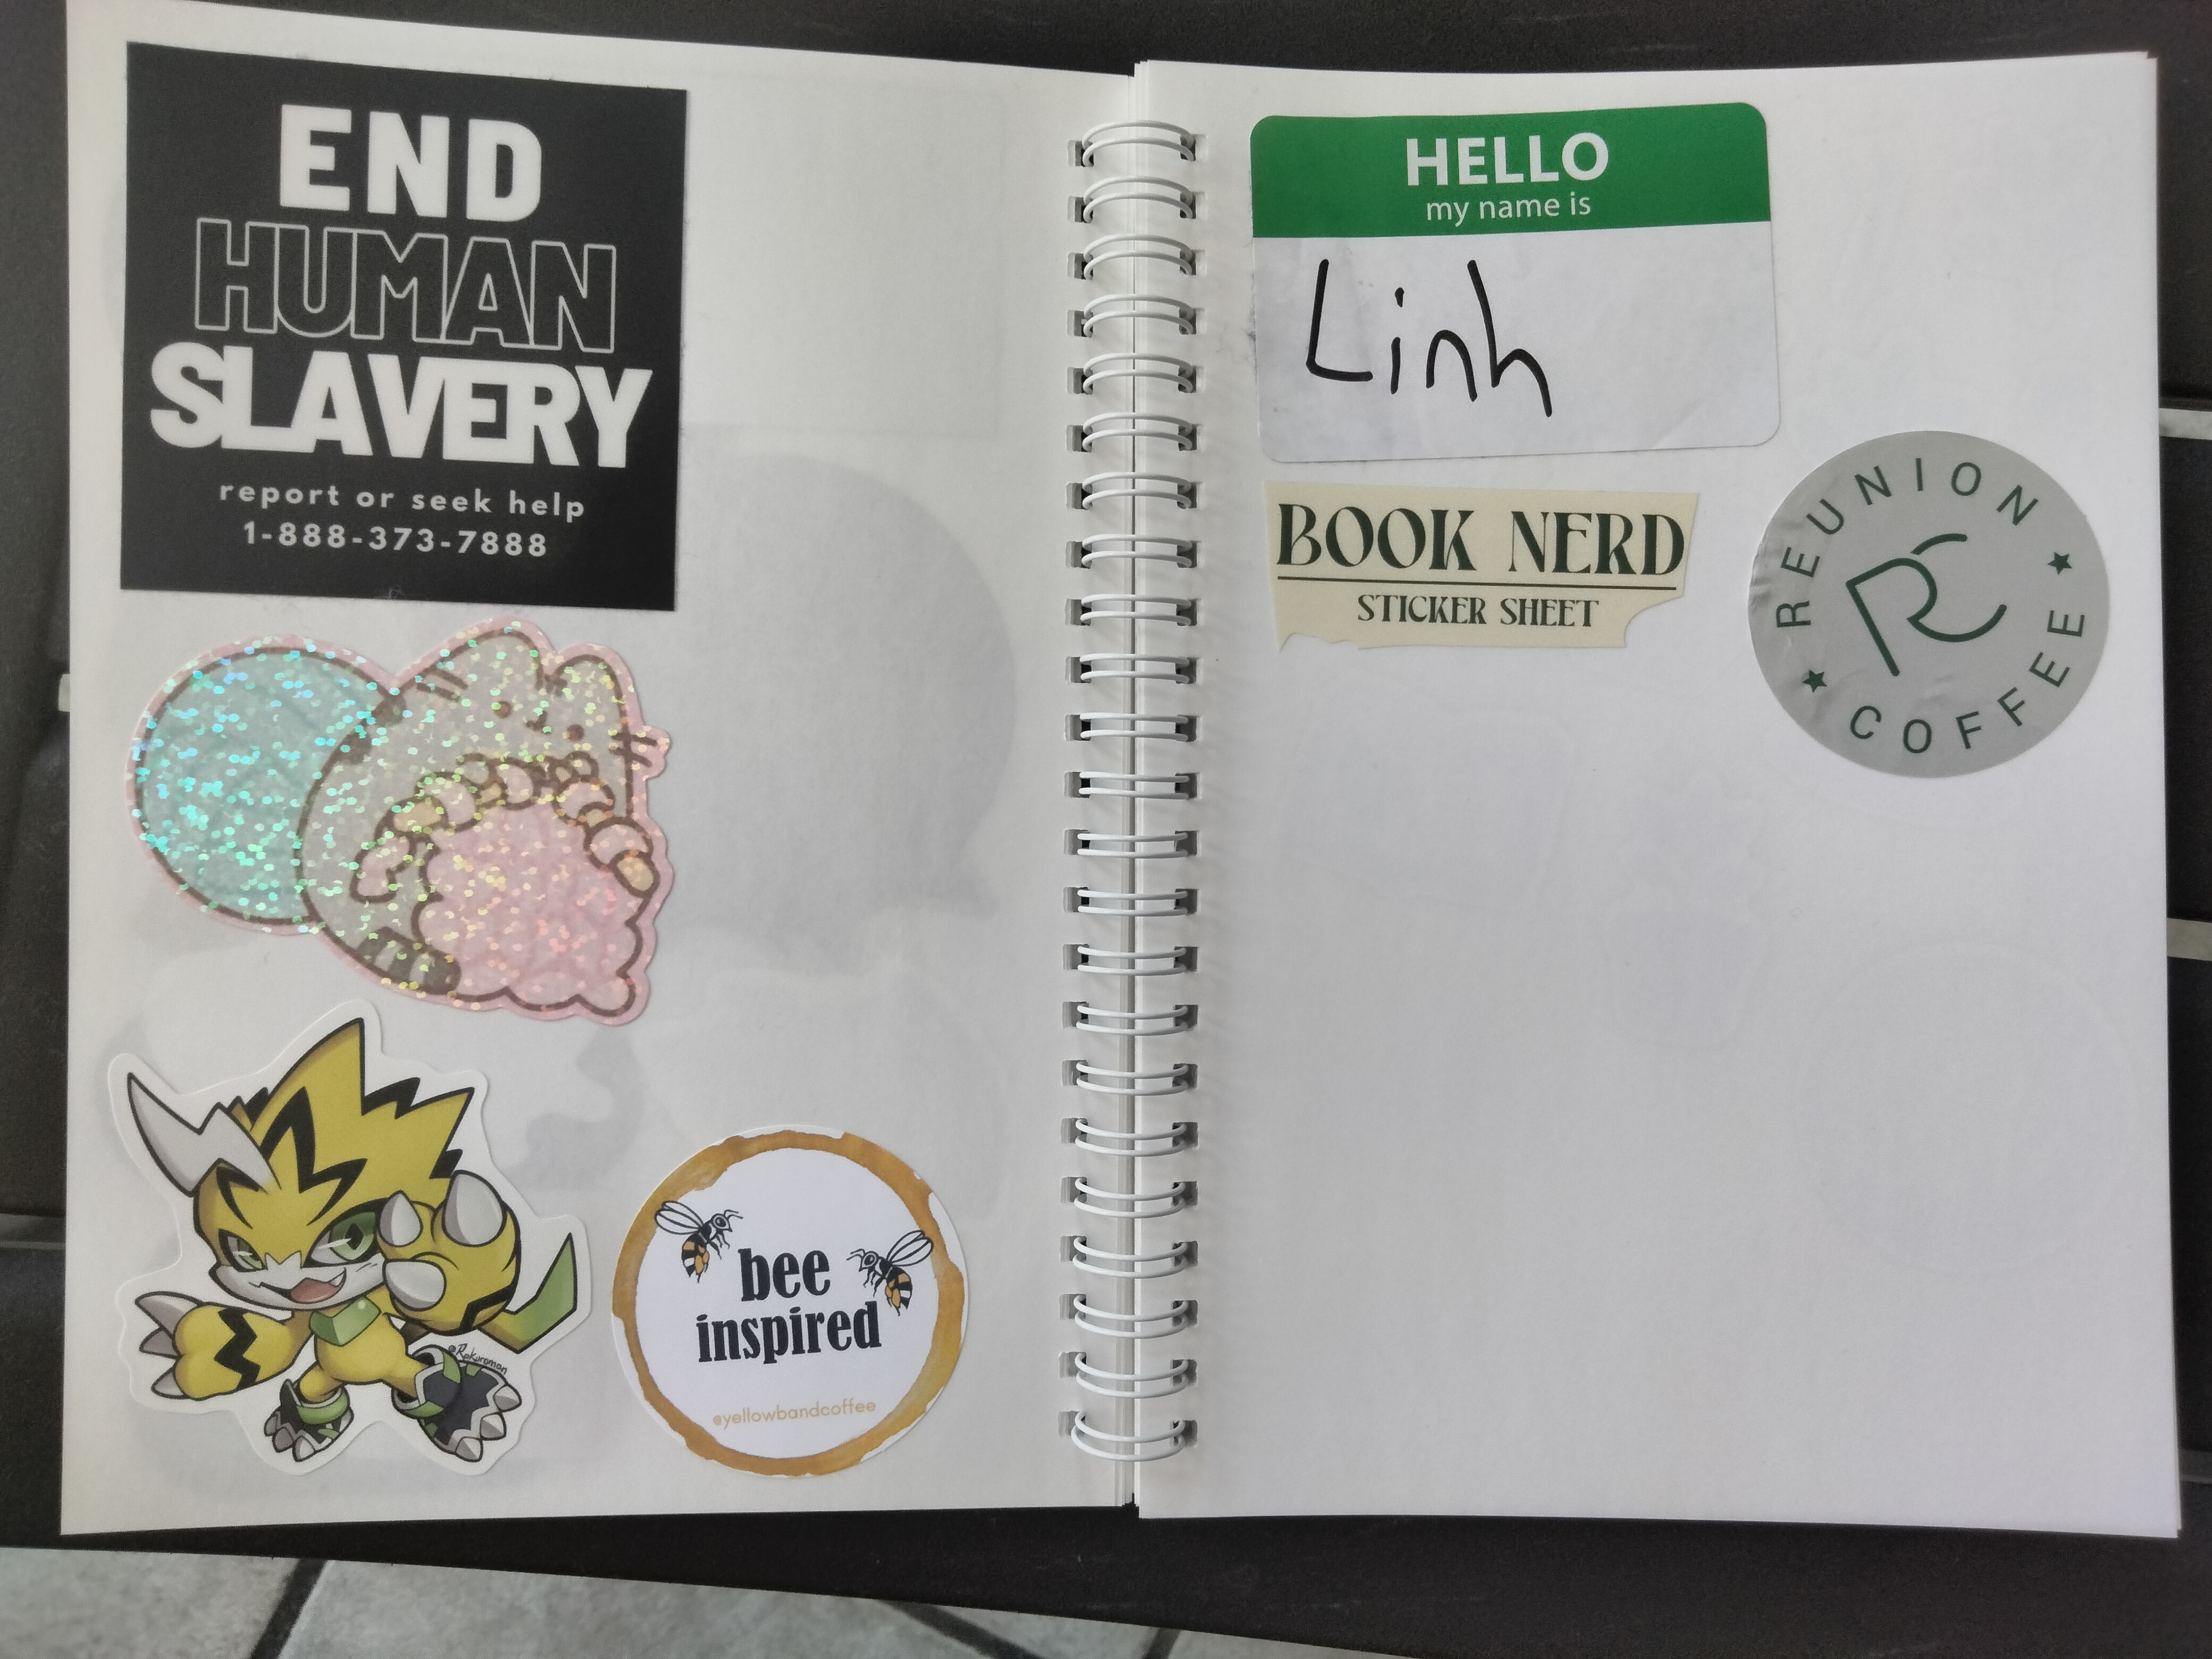 END
HUMAN
SLAVERY
report or seek help
1-888-373-7888
@Rokuromon
bee
inspired
@yellowbandcoffee
HELLO
my name is
Linh
BOOK NERD
STICKER SHEET
REUNION
RC
COFFEE